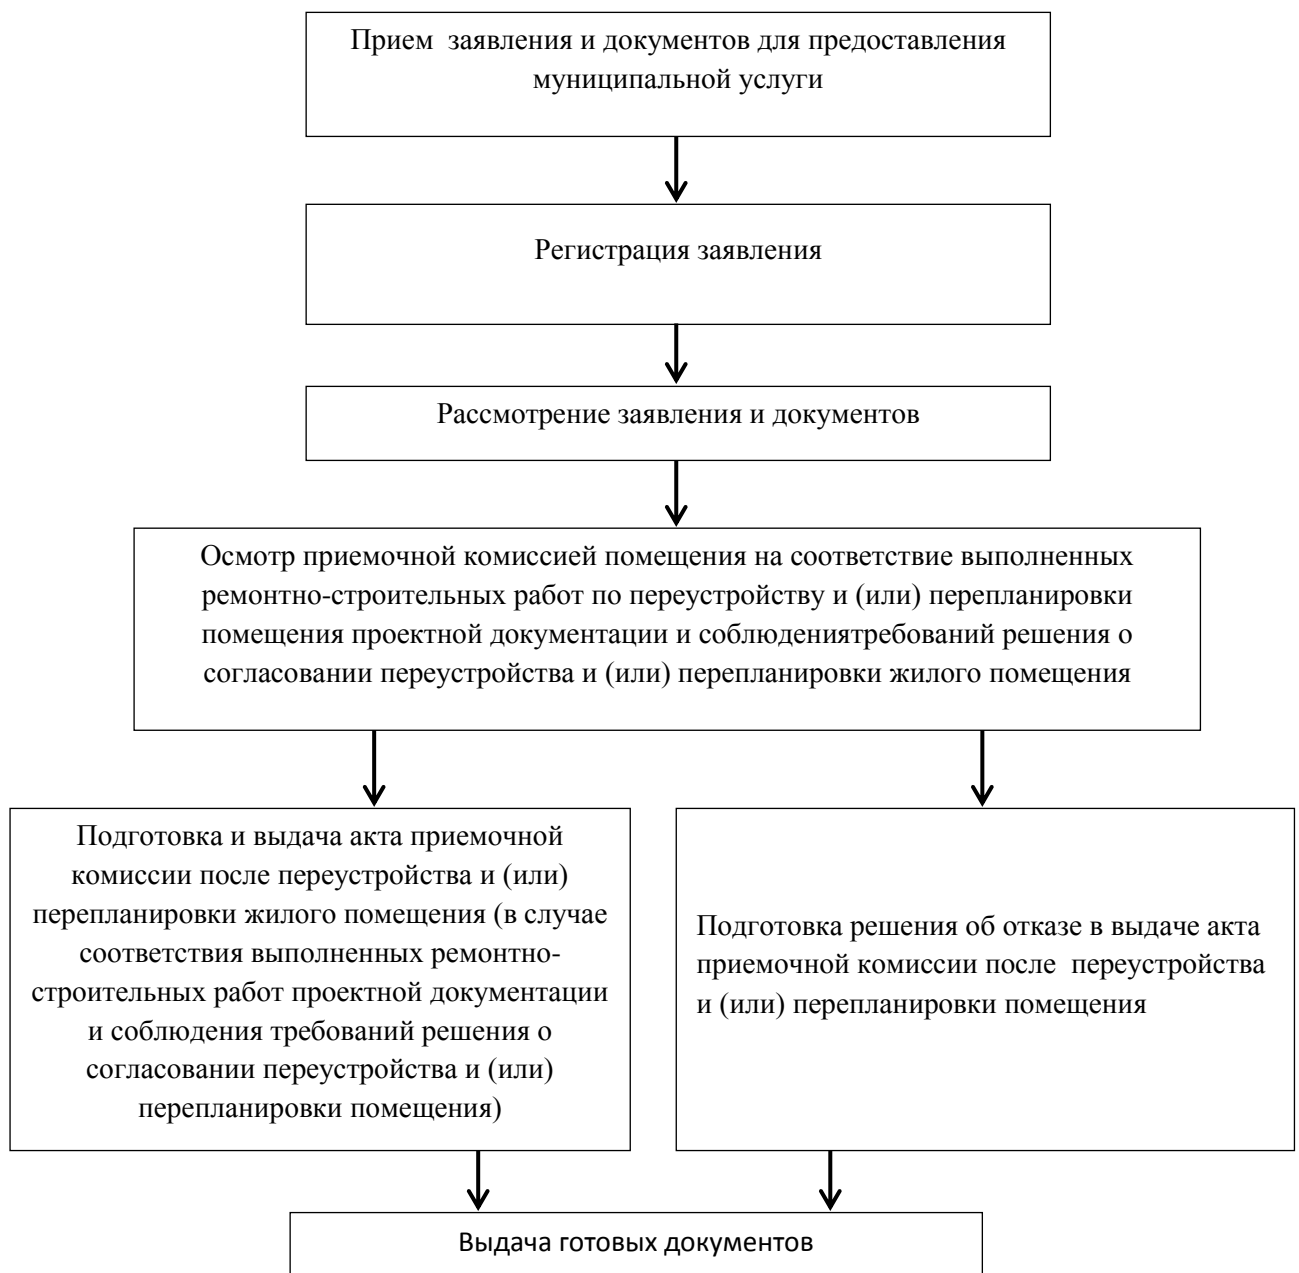 Прием  заявления и документов для предоставления
муниципальной услуги
Регистрация заявления
Рассмотрение заявления и документов
Осмотр приемочной комиссией помещения на соответствие выполненных
ремонтно-строительных работ по переустройству и (или) перепланировки
помещения проектной документации и соблюдениятребований решения о
согласовании переустройства и (или) перепланировки жилого помещения
Подготовка и выдача акта приемочной
комиссии после переустройства и (или)
перепланировки жилого помещения (в случае
соответствия выполненных ремонтно-
строительных работ проектной документации
и соблюдения требований решения о
согласовании переустройства и (или)
перепланировки помещения)
Подготовка решения об отказе в выдаче акта
приемочной комиссии после  переустройства
и (или) перепланировки помещения
Выдача готовых документов